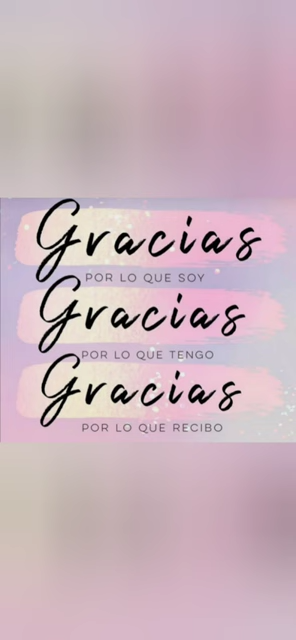 Gracias
POR LO QUE SOY
Gracias
POR LO QUE TENGO
Gracias
POR LO QUE RECIBO